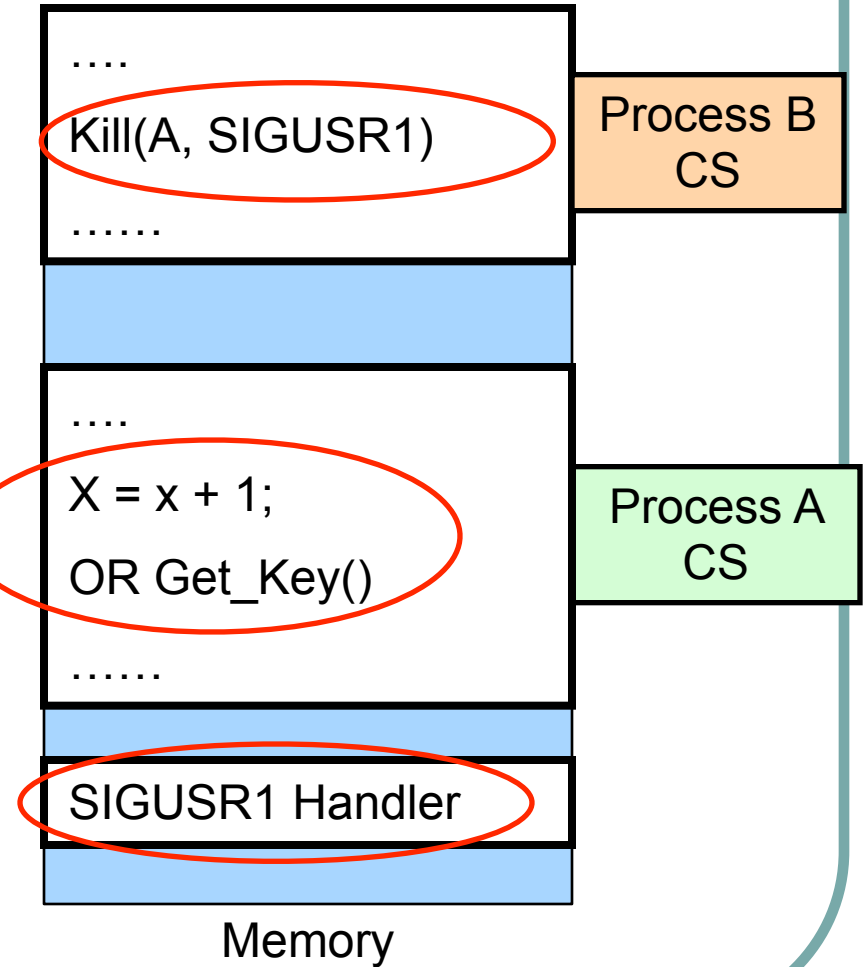 ….
Kill(A, SIGUSR1)
……
Process B
CS
….
X = x + 1;
OR Get_Key()
……
Process A
CS
SIGUSR1 Handler
Memory